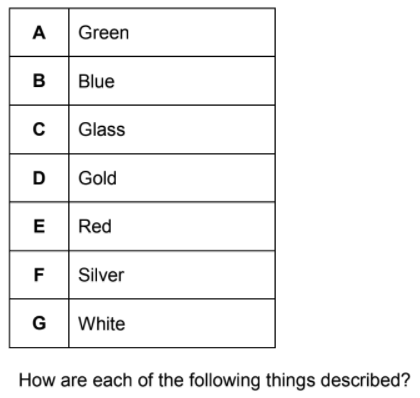 A Green
B Blue
C Glass
D Gold
E Red
F Silver
G White
How are each of the following things described?